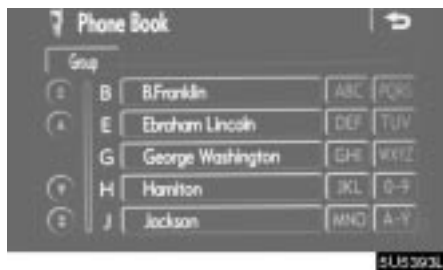 Phone Book
Group
B B.Franklin ABC PQRS
E Ebraham Lincoln DEF TUV
G George Washington GHI WXYZ
H Hamiton JKL 0-9
J Jackson MNO A-Y
5U5393L